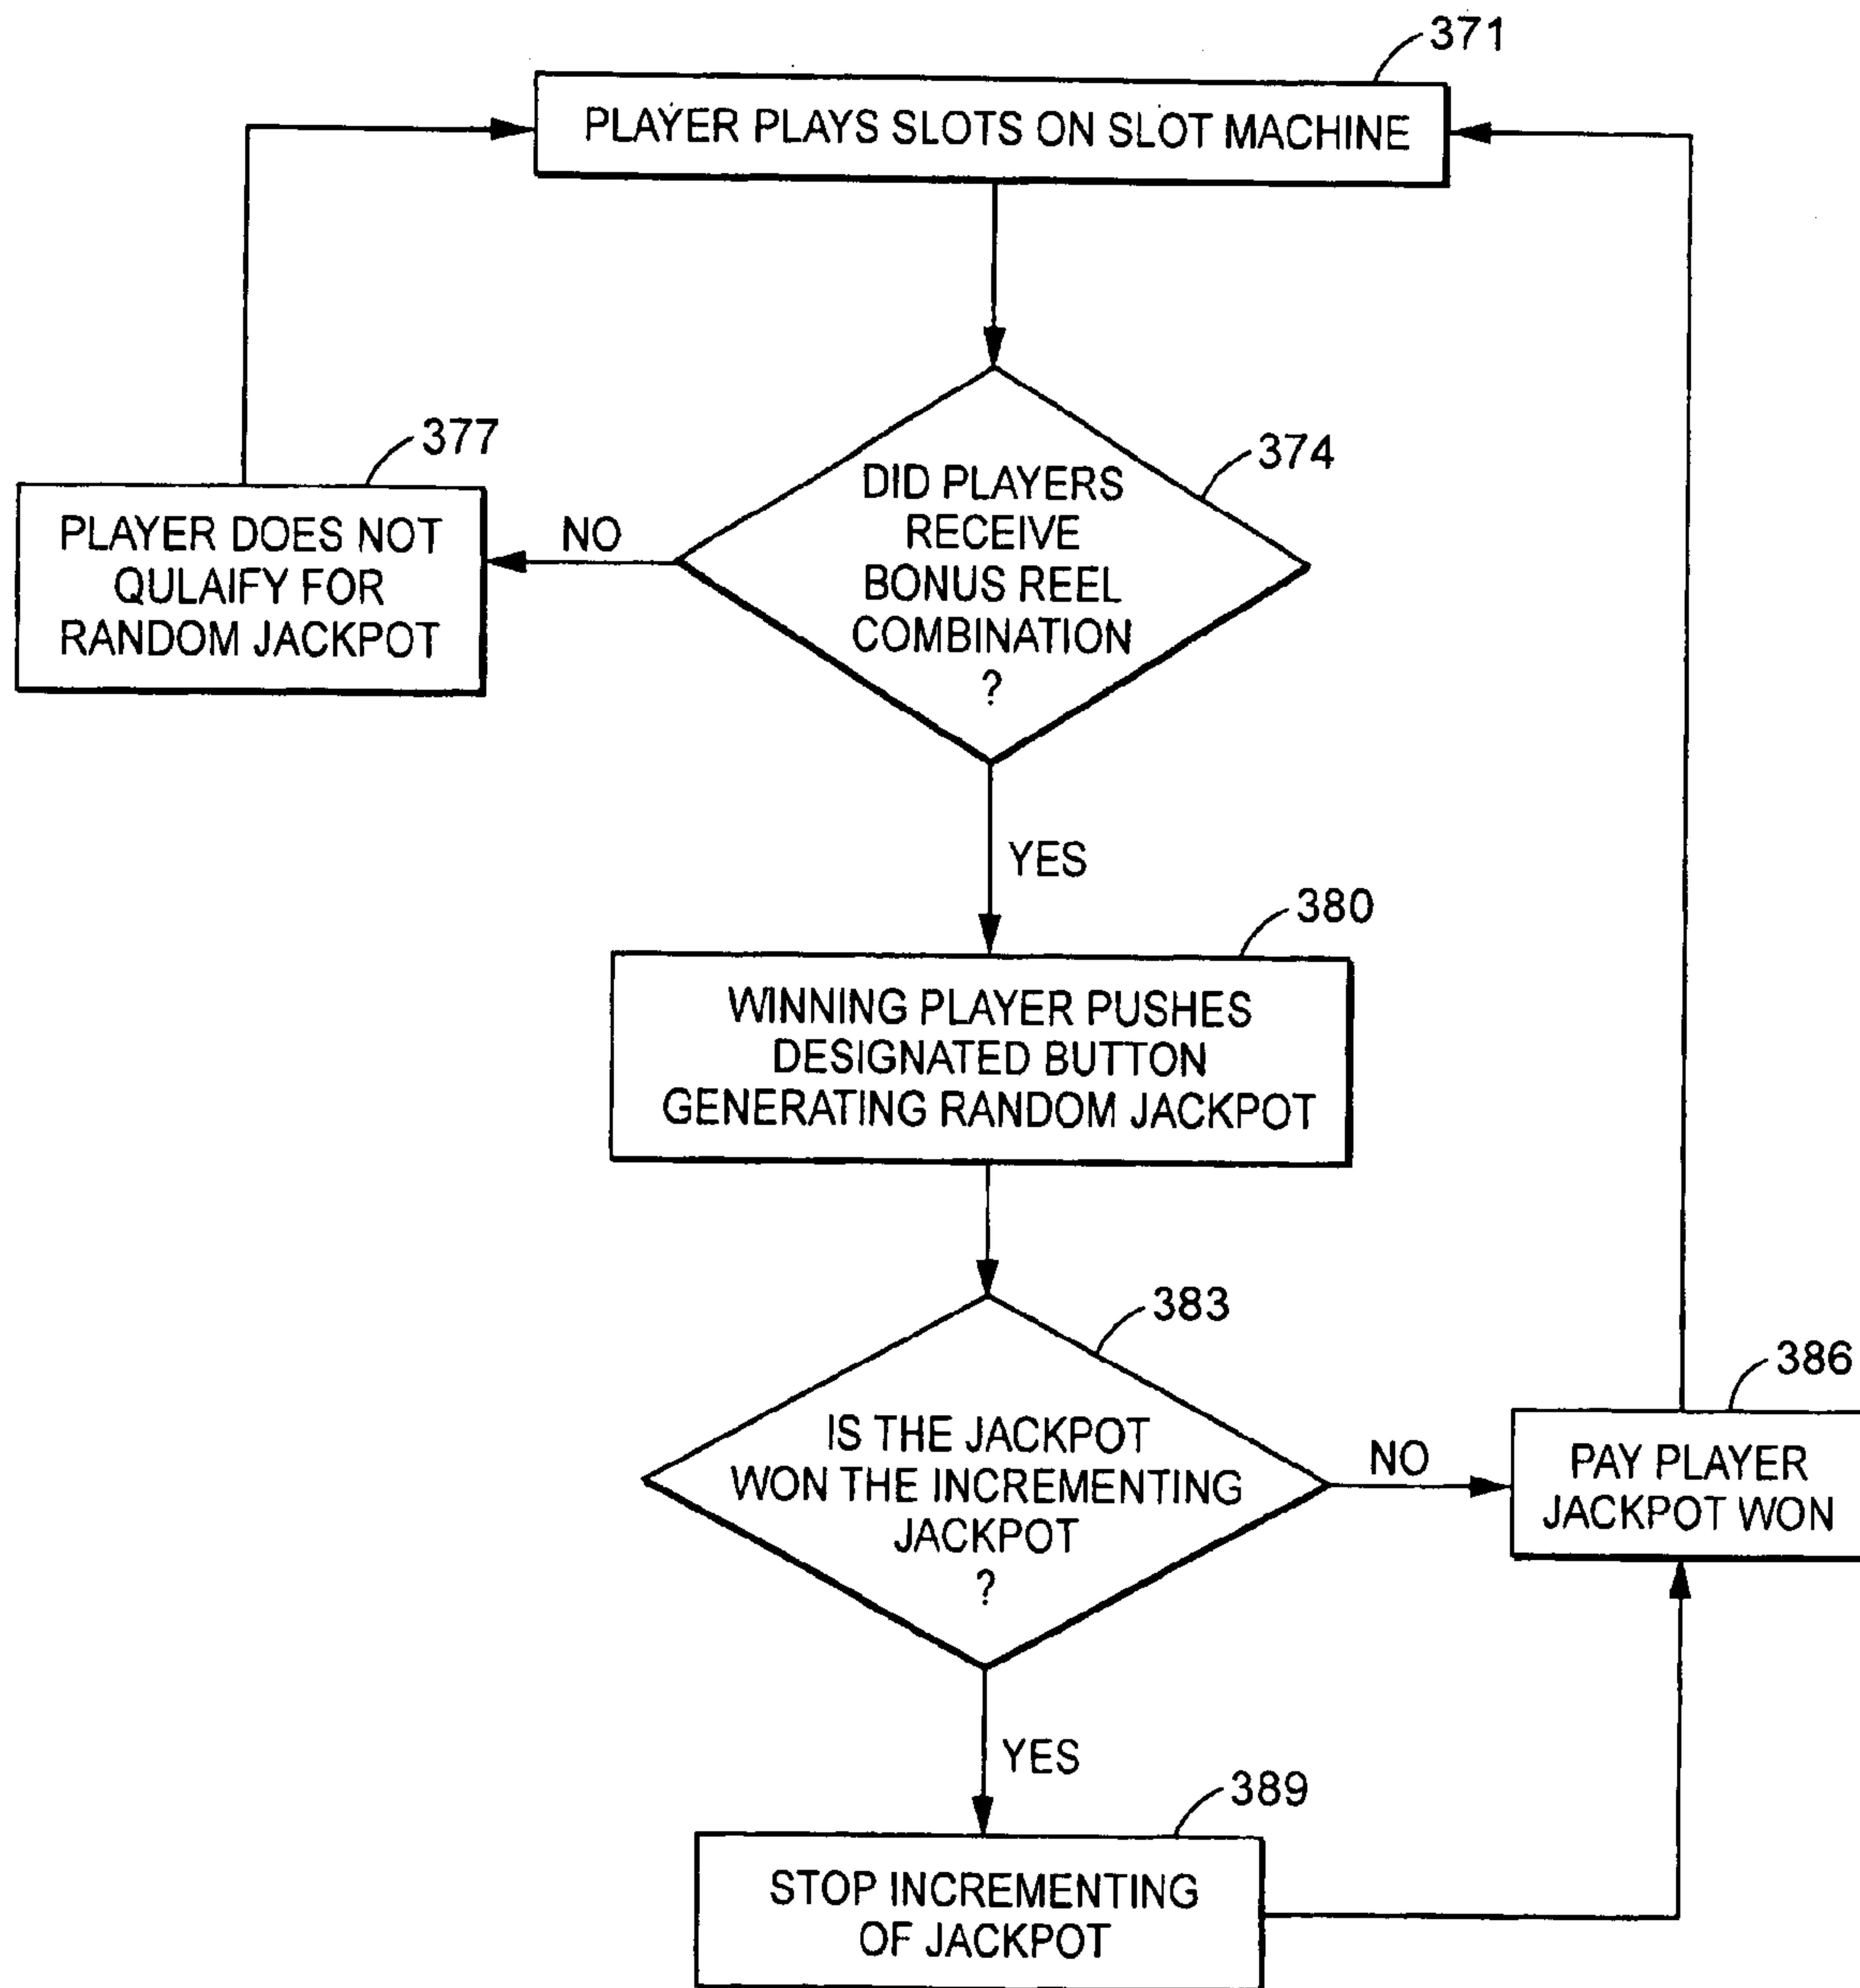 371
PLAYER PLAYS SLOTS ON SLOT MACHINE
377
PLAYER DOES NOT
QULAIFY FOR
RANDOM JACKPOT
NO
374
DID PLAYERS
RECEIVE
BONUS REEL
COMBINATION
?
YES
380
WINNING PLAYER PUSHES
DESIGNATED BUTTON
GENERATING RANDOM JACKPOT
383
IS THE JACKPOT
WON THE INCREMENTING
JACKPOT
?
NO
386
PAY PLAYER
JACKPOT WON
YES
389
STOP INCREMENTING
OF JACKPOT